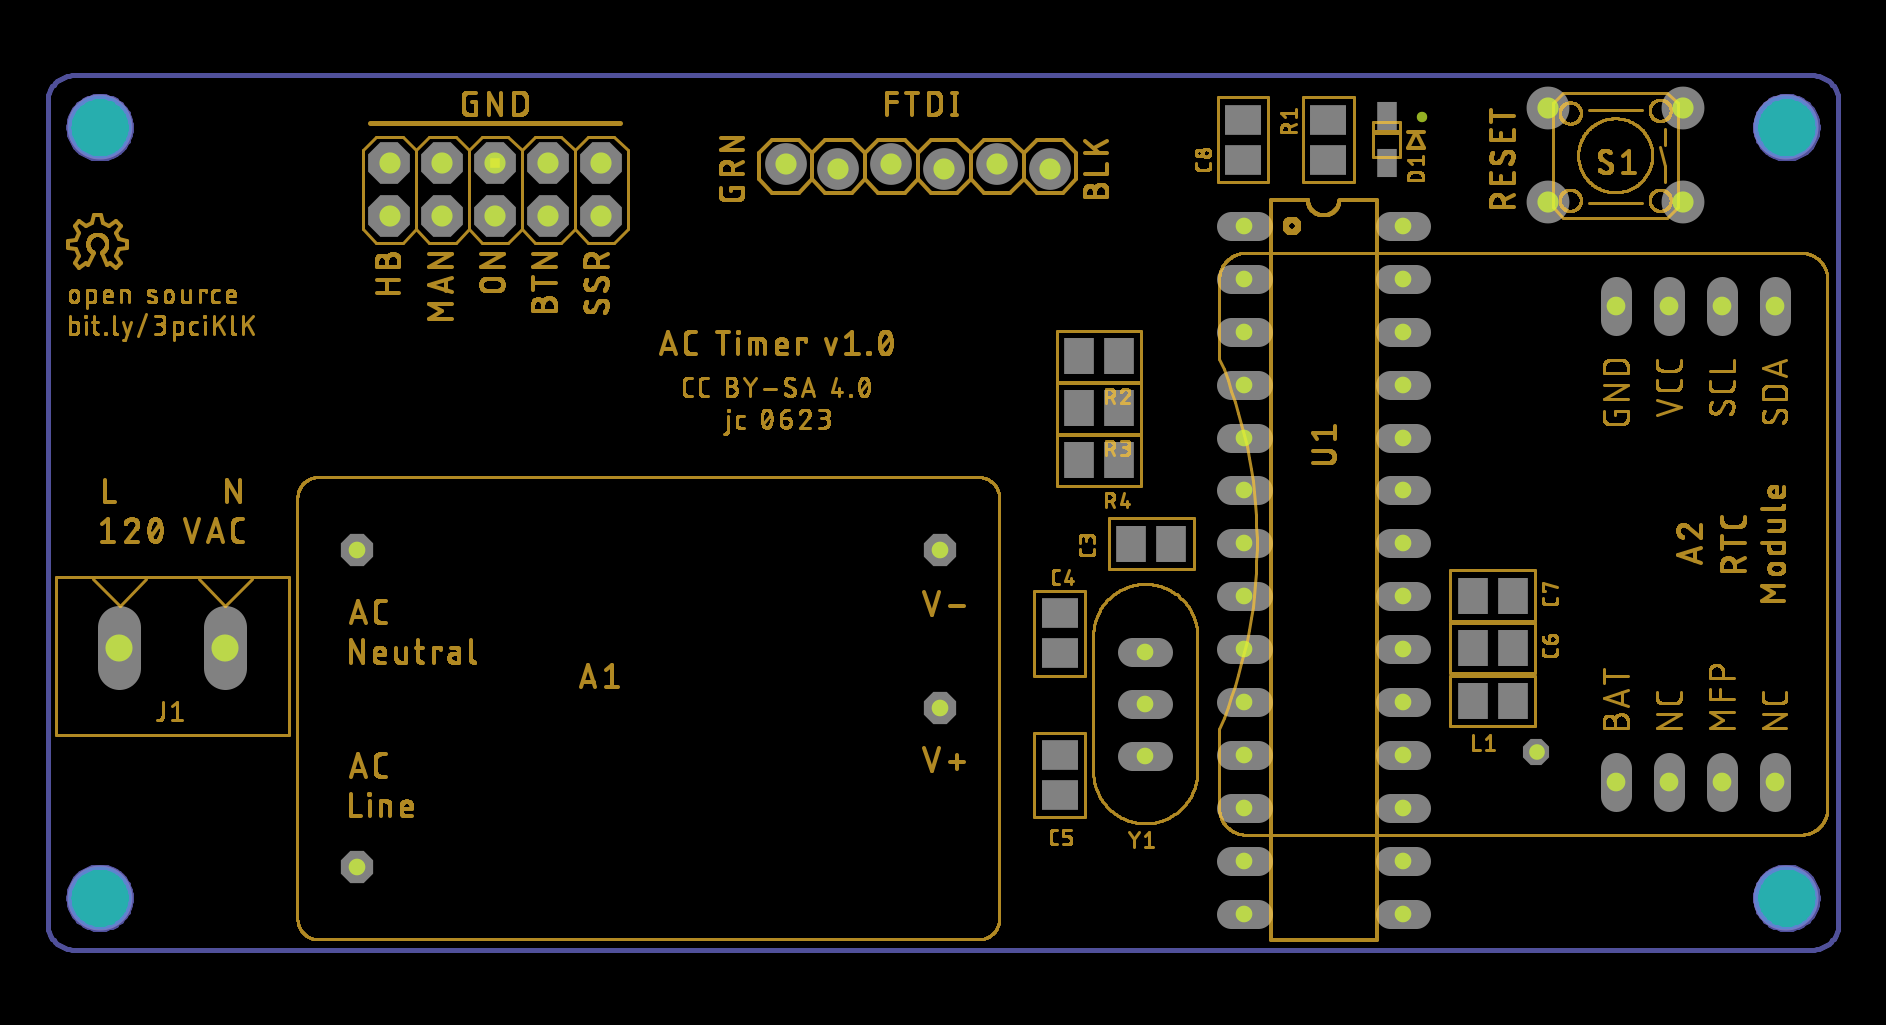 GND
FTDI
GRN
BLK
C8
R1
D1
RESET
S1
HB
MAN
ON
BTN
SSR
open source
bit.ly/3pciKlK
AC Timer v1.0
CC BY-SA 4.0
jc 0623
R2
R3
R4
U1
GND
VCC
SCL
SDA
L N
120 VAC
J1
AC
Neutral
A1
AC
Line
V-
V+
C3
C4
C5
Y1
C7
C6
L1
A2
RTC
Module
BAT
NC
MFP
NC